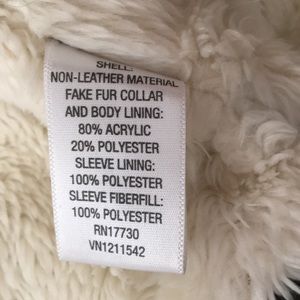 SHELL:
NON-LEATHER MATERIAL
FAKE FUR COLLAR
AND BODY LINING:
80% ACRYLIC
20% POLYESTER
SLEEVE LINING:
100% POLYESTER
SLEEVE FIBERFILL:
100% POLYESTER
RN17730
VN1211542